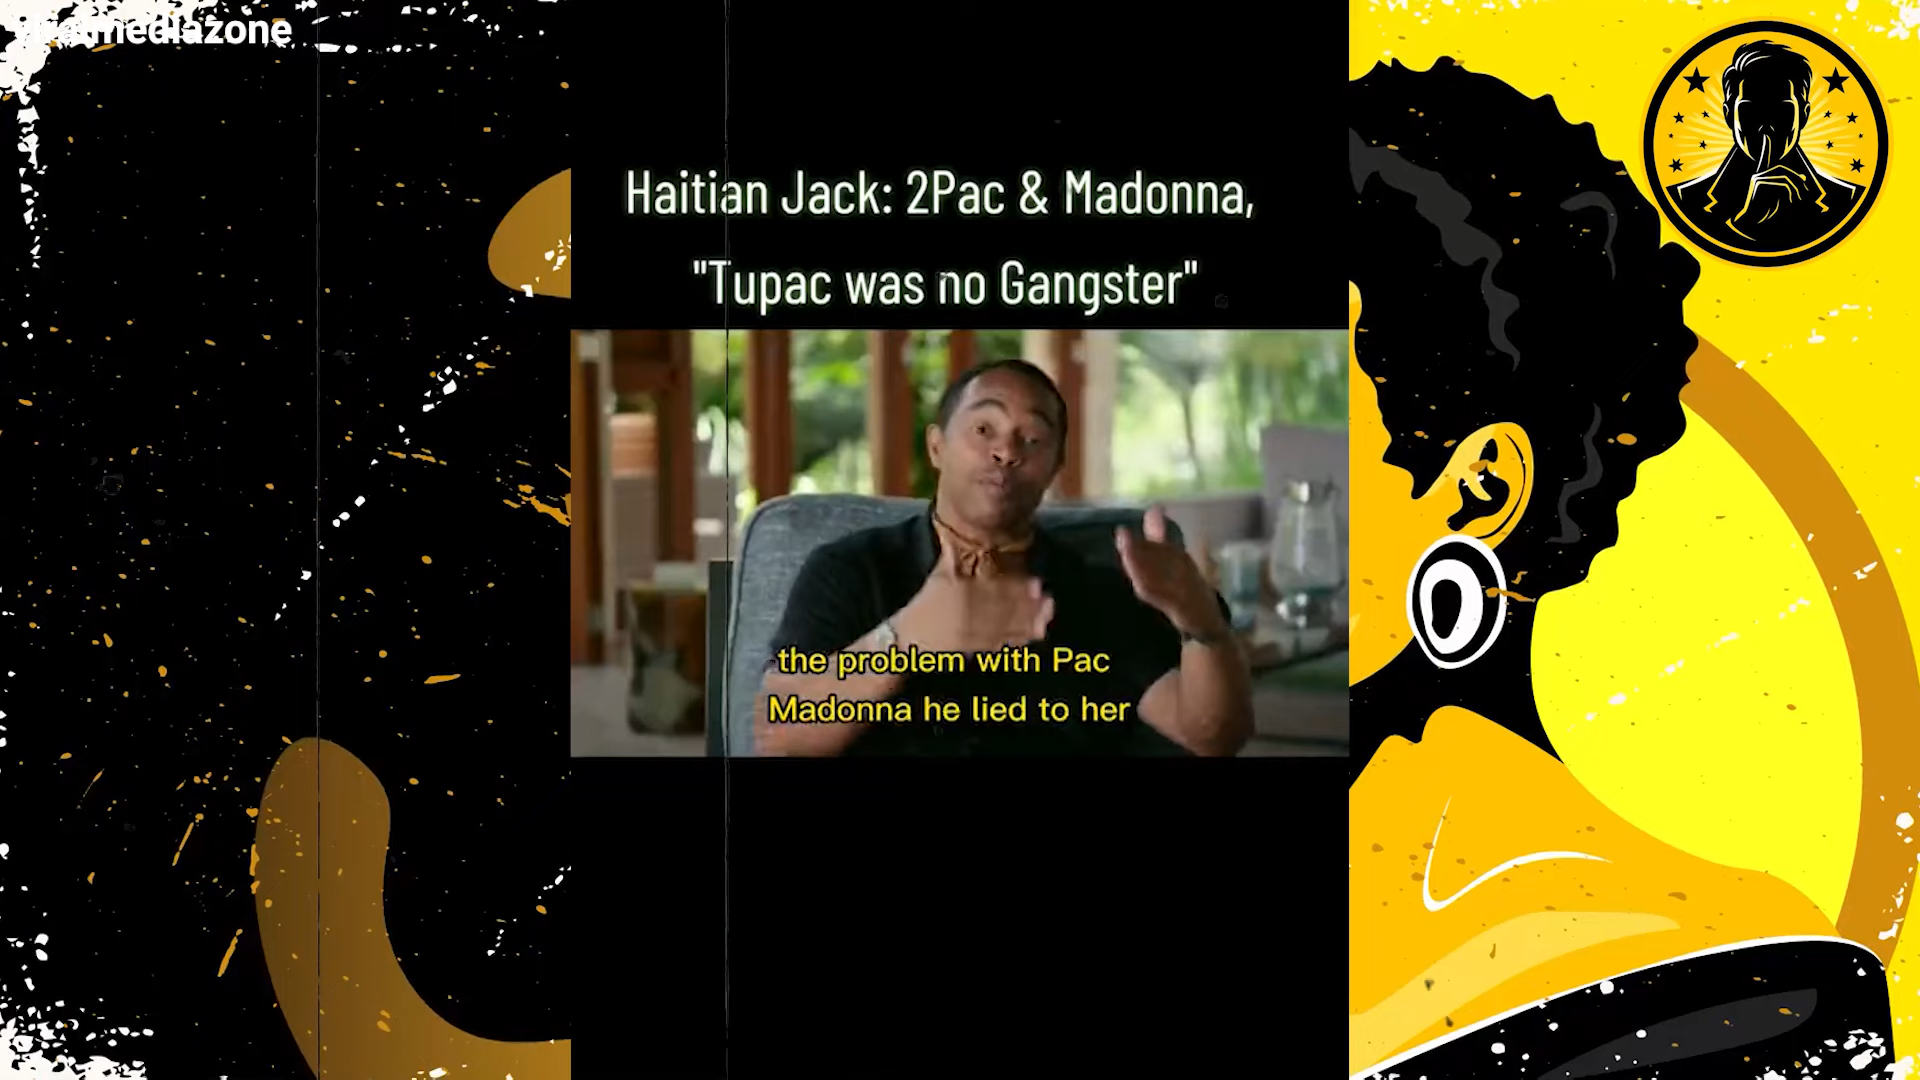 Haitian Jack: 2Pac & Madonna,
"Tupac was no Gangster"
the problem with Pac
Madonna he lied to her